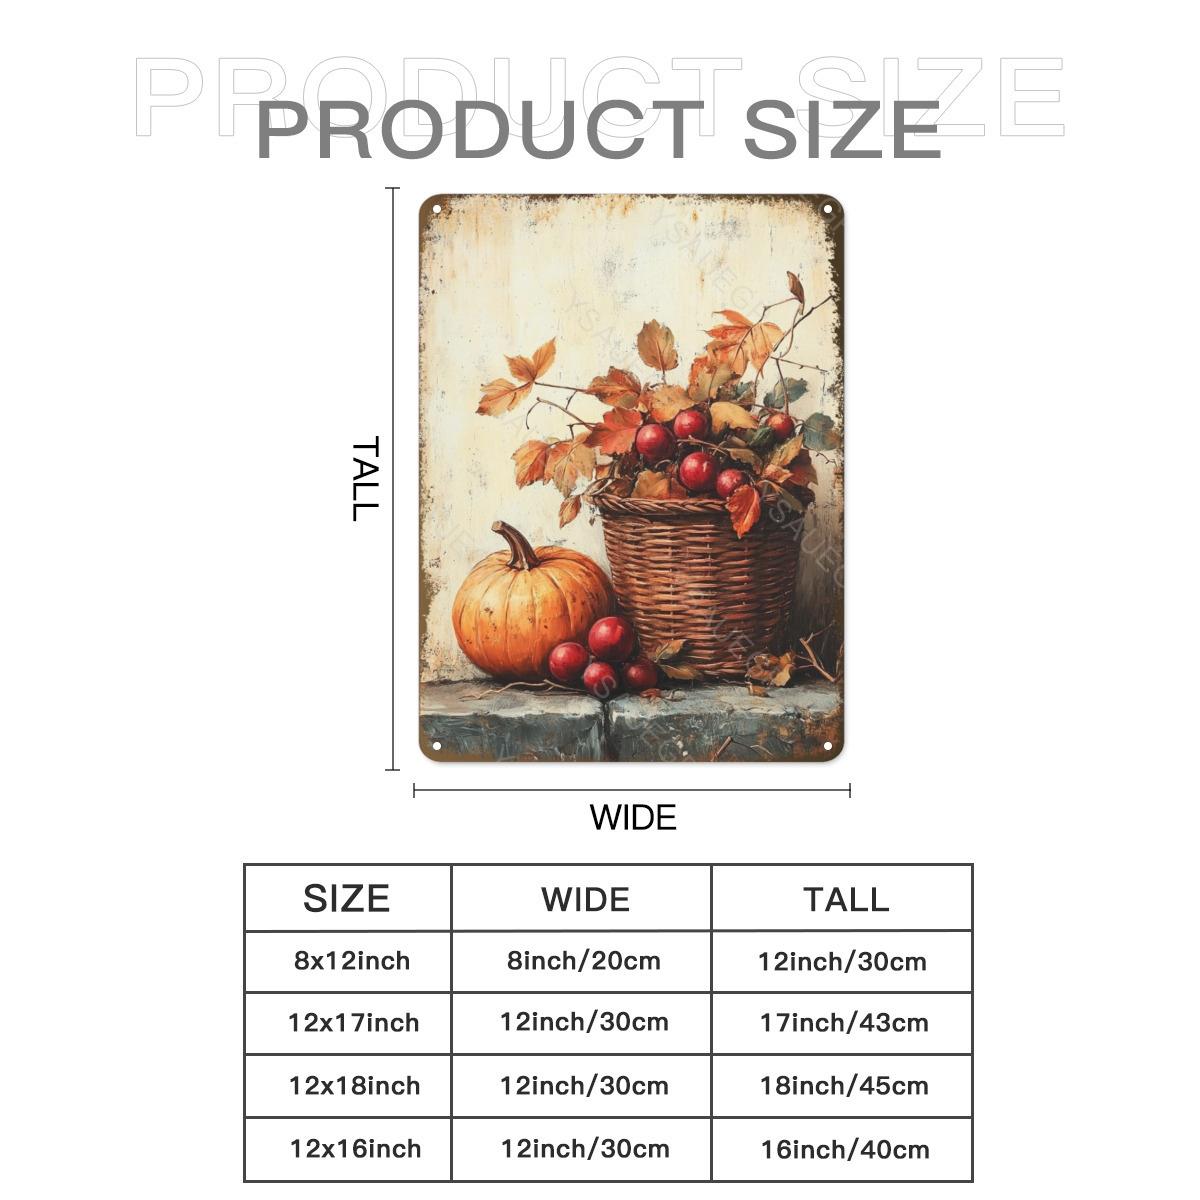 PRODUCT SIZE
PRODUCT SIZE
TALL
WIDE
SIZE WIDE TALL
8x12inch 8inch/20cm 12inch/30cm
12x17inch 12inch/30cm 17inch/43cm
12x18inch 12inch/30cm 18inch/45cm
12x16inch 12inch/30cm 16inch/40cm